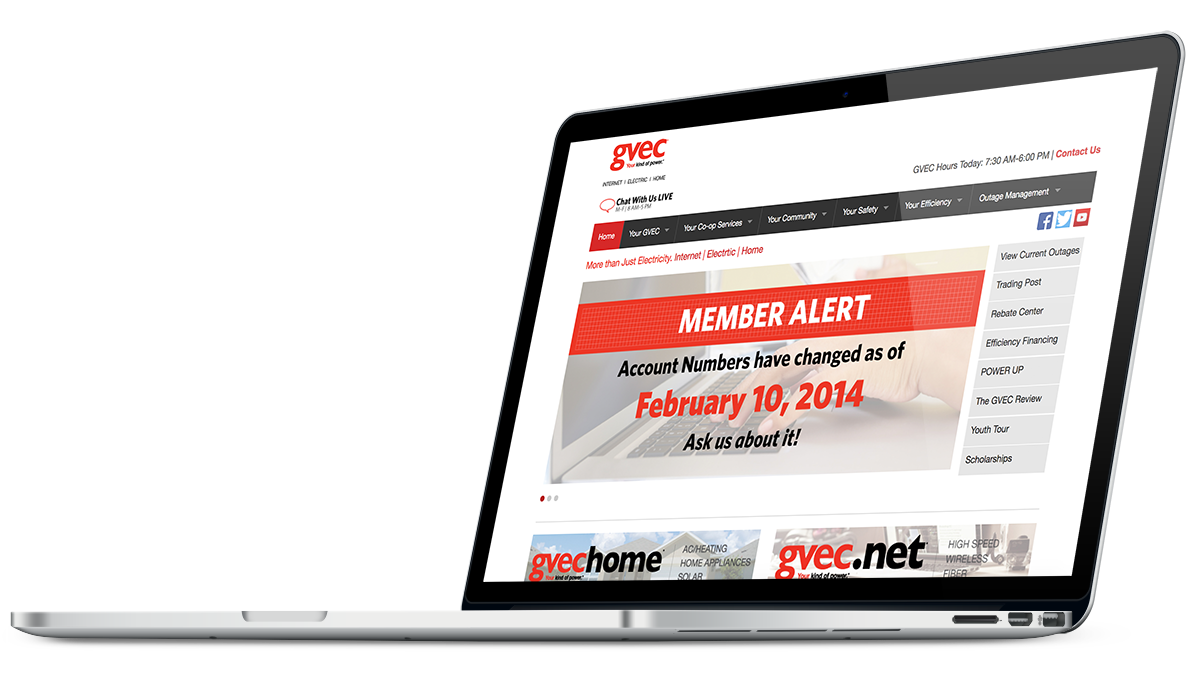 gvec
Your kind of power.
INTERNET | ELECTRIC | HOME
Chat With Us LIVE
M-F | 8 AM-5 PM
GVEC Hours Today: 7:30 AM-6:00 PM | Contact Us
Home Your GVEC Your Co-op Services Your Community Your Safety Your Efficiency Outage Management
More than Just Electricity, Internet | Electrtic | Home
MEMBER ALERT
Account Numbers have changed as of
February 10, 2014
Ask us about it!
View Current Outages
Trading Post
Rebate Center
Efficiency Financing
POWER UP
The GVEC Review
Youth Tour
Scholarships
gvechome
Your kind of power.
AC/HEATING
HOME APPLIANCES
SOLAR
gvec.net
Your kind of power.
HIGH SPEED
WIRELESS
FIBER